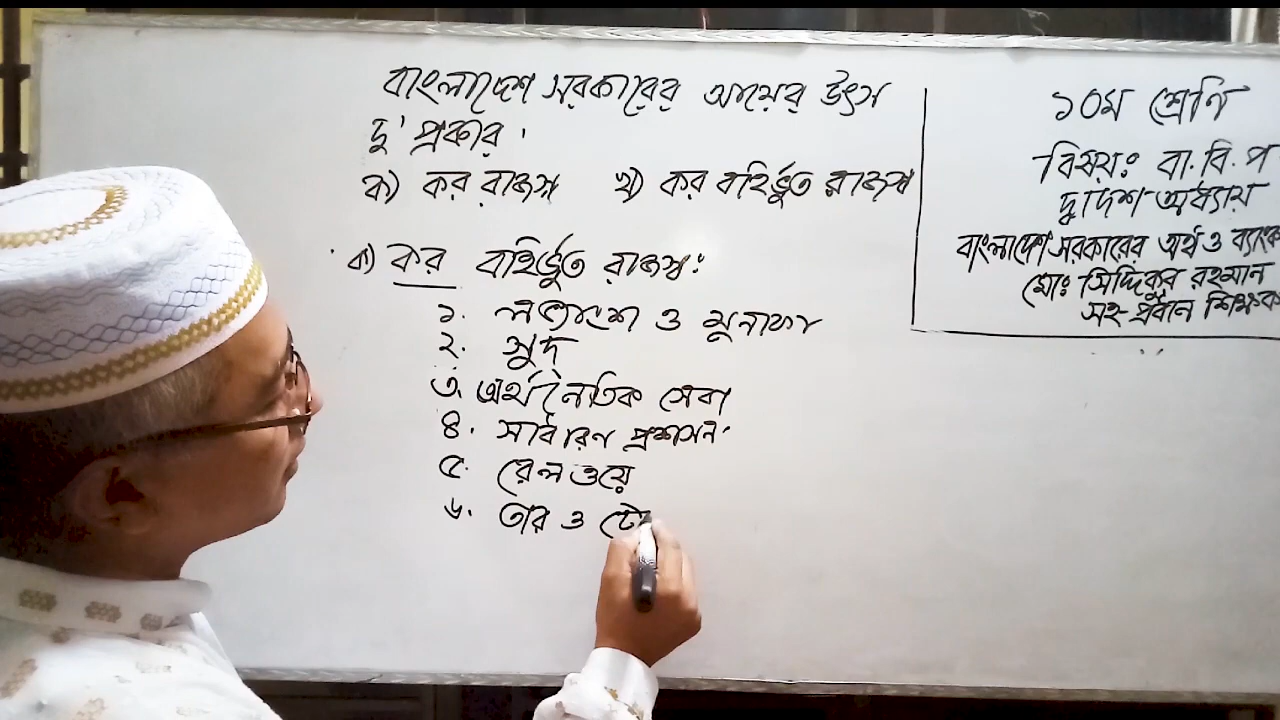 বাংলাদেশ সরকারের আয়ের উৎস
দু' প্রকার।
ক) কর রাজস্ব খ) কর বহির্ভূত রাজস্ব
ক) কর বহির্ভূত রাজস্ব:
১. লভ্যাংশ ও মুনাফা
২. সুদ
৩. অর্থনৈতিক সেবা
৪. সাধারণ প্রশাসন
৫. রেলওয়ে
৬. তার ও টে
১০ম শ্রেণি
বিষয়ঃ বা. বি. প
দ্বাদশ অধ্যায়
বাংলাদেশ সরকারের অর্থ ও ব্যাংক
মোঃ সিদ্দিকুর রহমান
সহ-প্রধান শিক্ষক